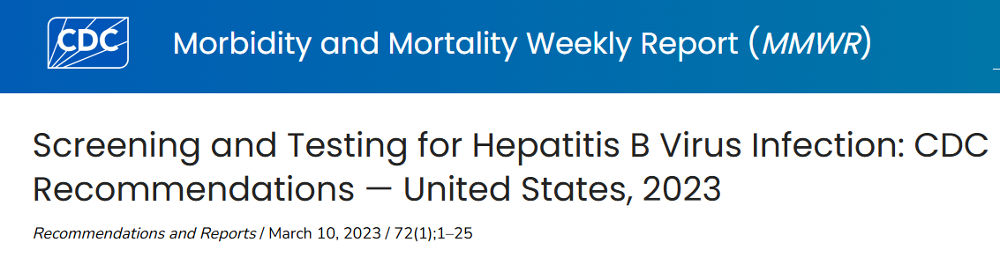 CDC
Morbidity and Mortality Weekly Report (MMWR)
Screening and Testing for Hepatitis B Virus Infection: CDC
Recommendations — United States, 2023
Recommendations and Reports / March 10, 2023 / 72(1);1–25